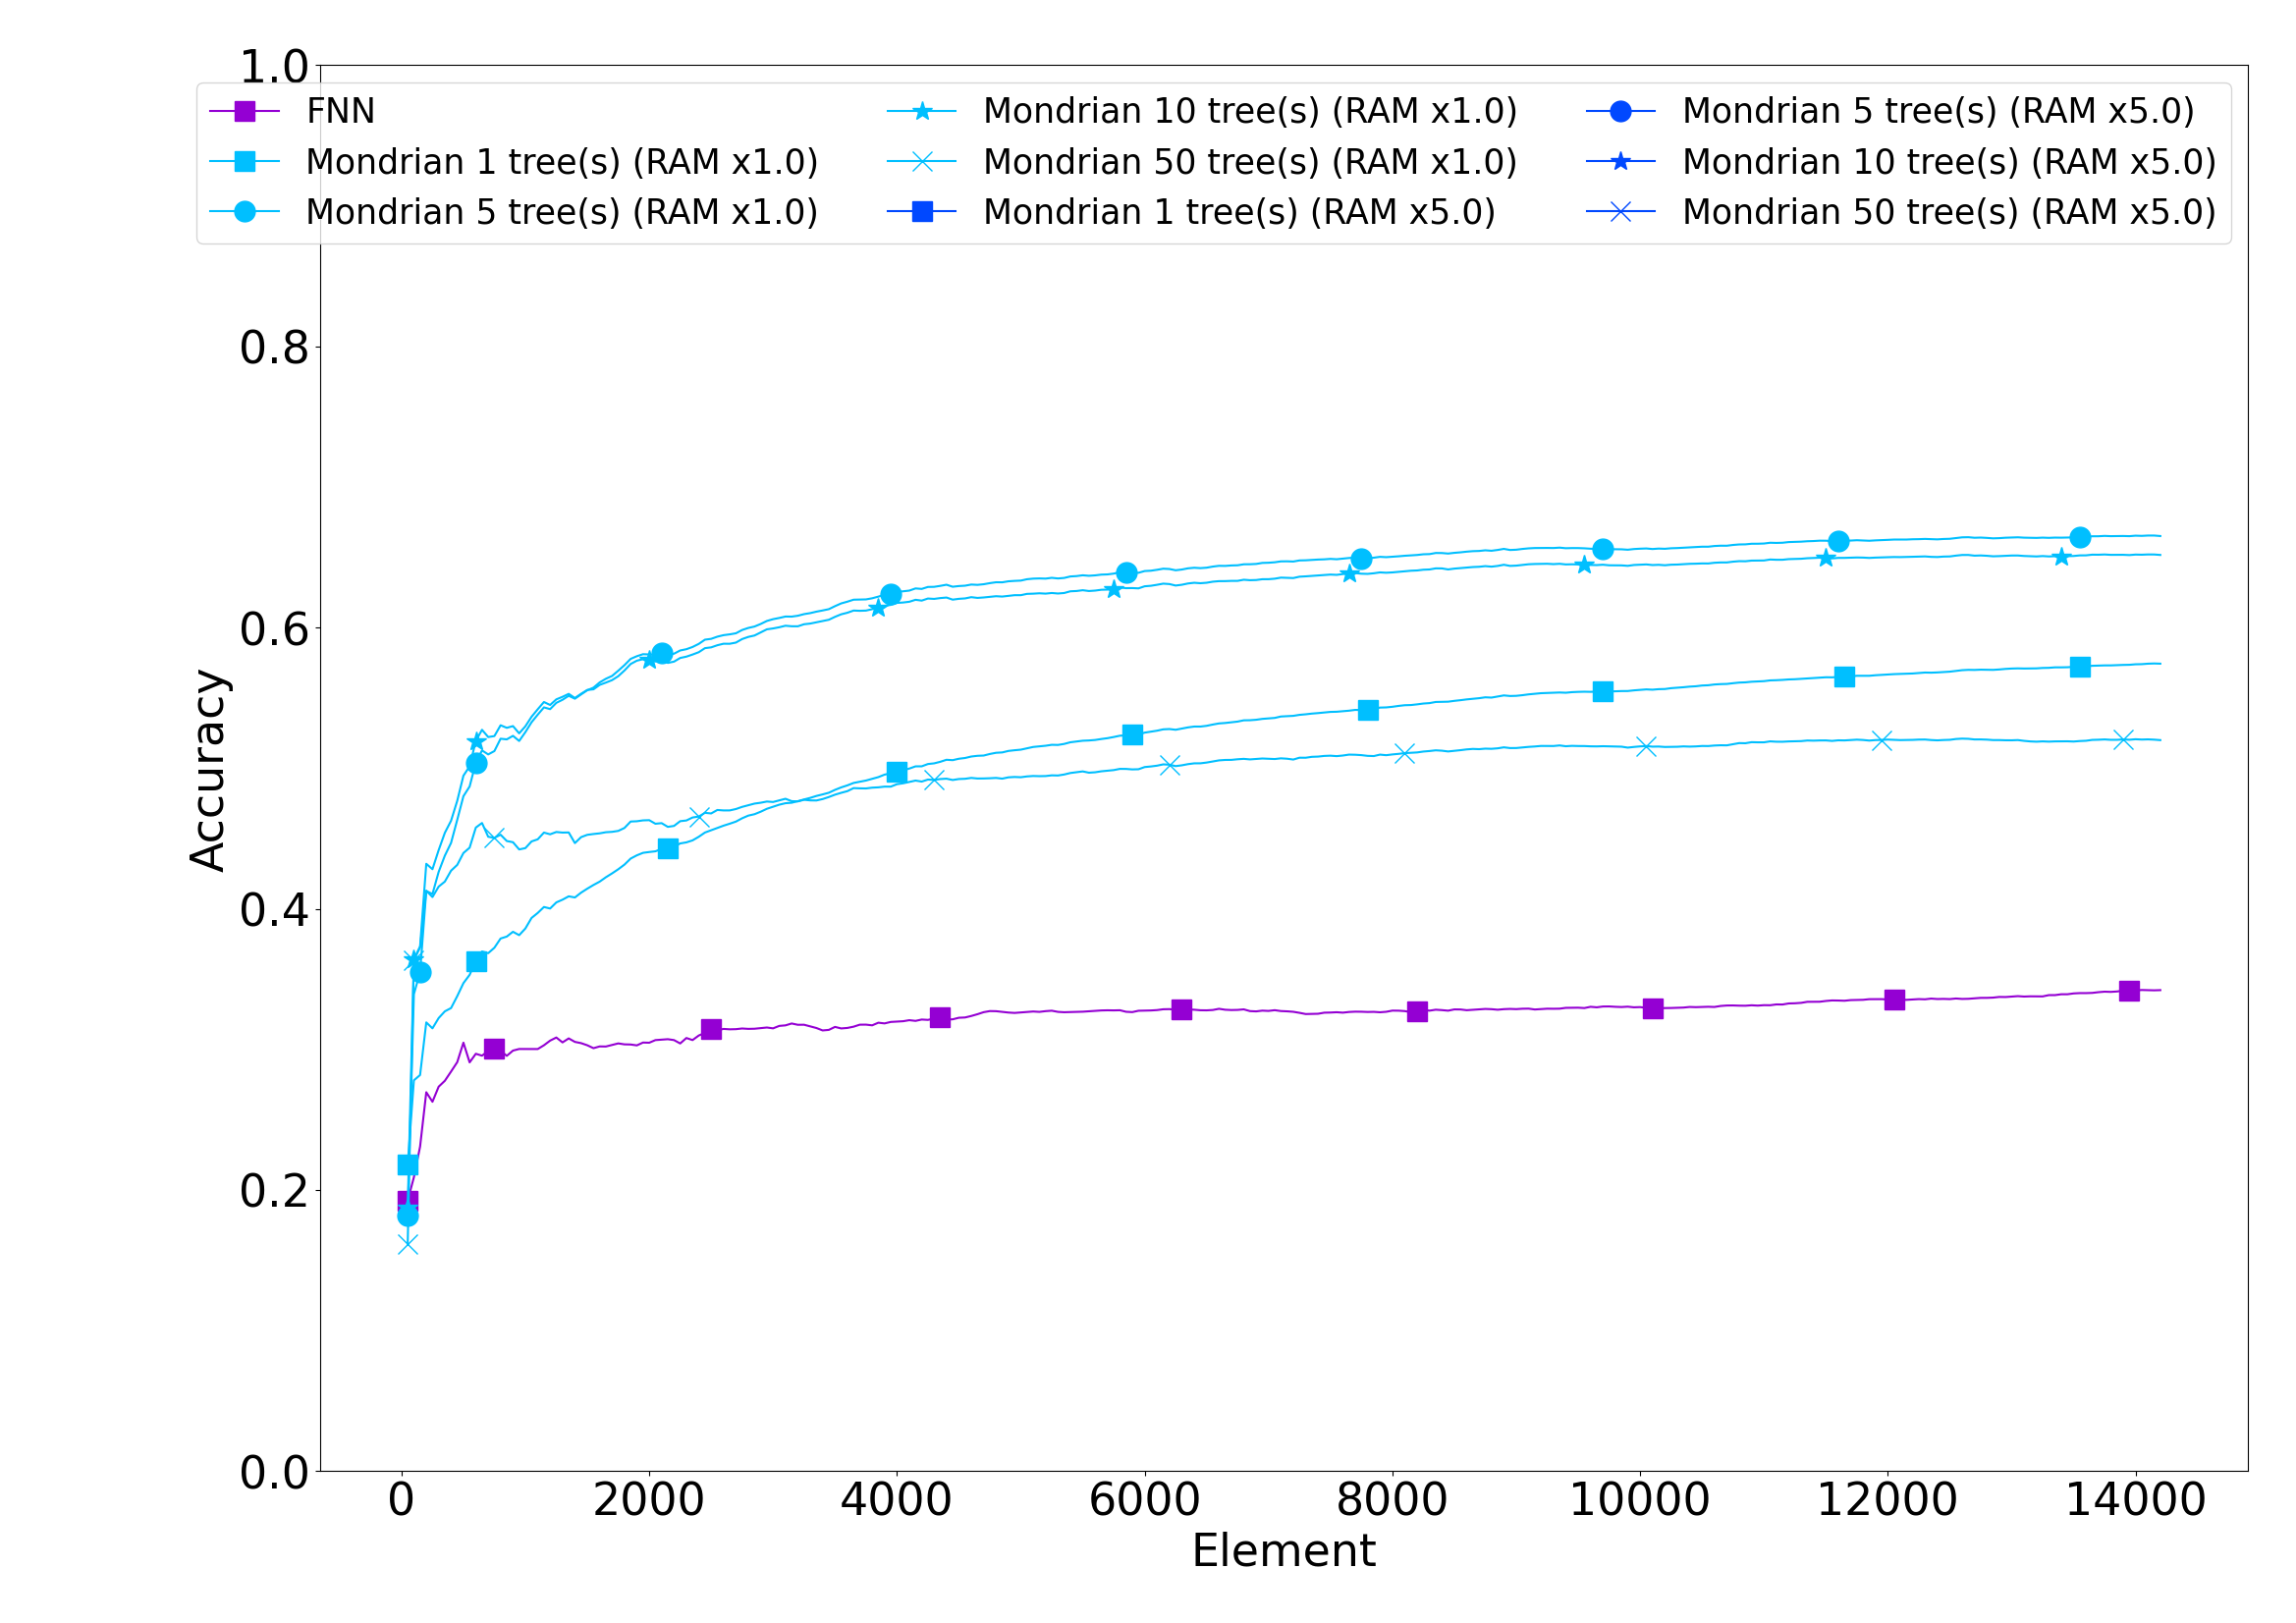 1.0
FNN
Mondrian 1 tree(s) (RAM x1.0)
Mondrian 5 tree(s) (RAM x1.0)
Mondrian 10 tree(s) (RAM x1.0)
Mondrian 50 tree(s) (RAM x1.0)
Mondrian 1 tree(s) (RAM x5.0)
Mondrian 5 tree(s) (RAM x5.0)
Mondrian 10 tree(s) (RAM x5.0)
Mondrian 50 tree(s) (RAM x5.0)
0.8
0.6
0.4
0.2
0.0
Accuracy
0 2000 4000 6000 8000 10000 12000 14000
Element